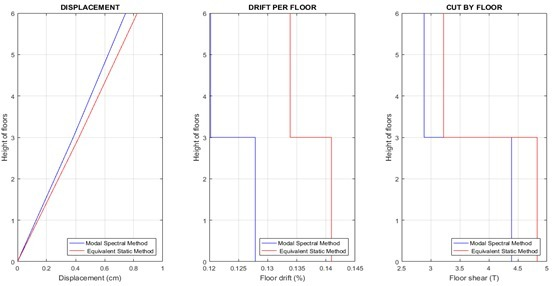 DISPLACEMENT
Height of floors
6
5
4
3
2
1
0
0 0.2 0.4 0.6 0.8 1
Displacement (cm)
Modal Spectral Method
Equivalent Static Method
DRIFT PER FLOOR
Height of floors
6
5
4
3
2
1
0
0.12 0.125 0.13 0.135 0.14 0.145
Floor drift (%)
Modal Spectral Method
Equivalent Static Method
CUT BY FLOOR
Height of floors
6
5
4
3
2
1
0
2.5 3 3.5 4 4.5 5
Floor shear (T)
Modal Spectral Method
Equivalent Static Method